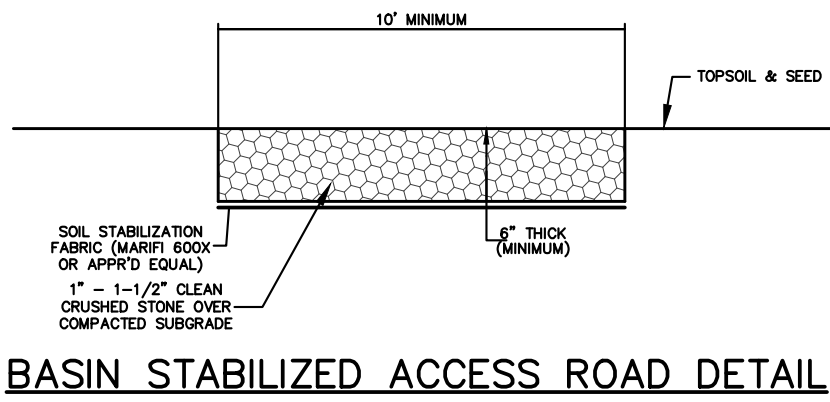 10' MINIMUM
TOPSOIL & SEED
SOIL STABILIZATION
FABRIC (MARIFI 600X
OR APPR'D EQUAL)
6" THICK
(MINIMUM)
1" - 1-1/2" CLEAN
CRUSHED STONE OVER
COMPACTED SUBGRADE
BASIN STABILIZED ACCESS ROAD DETAIL